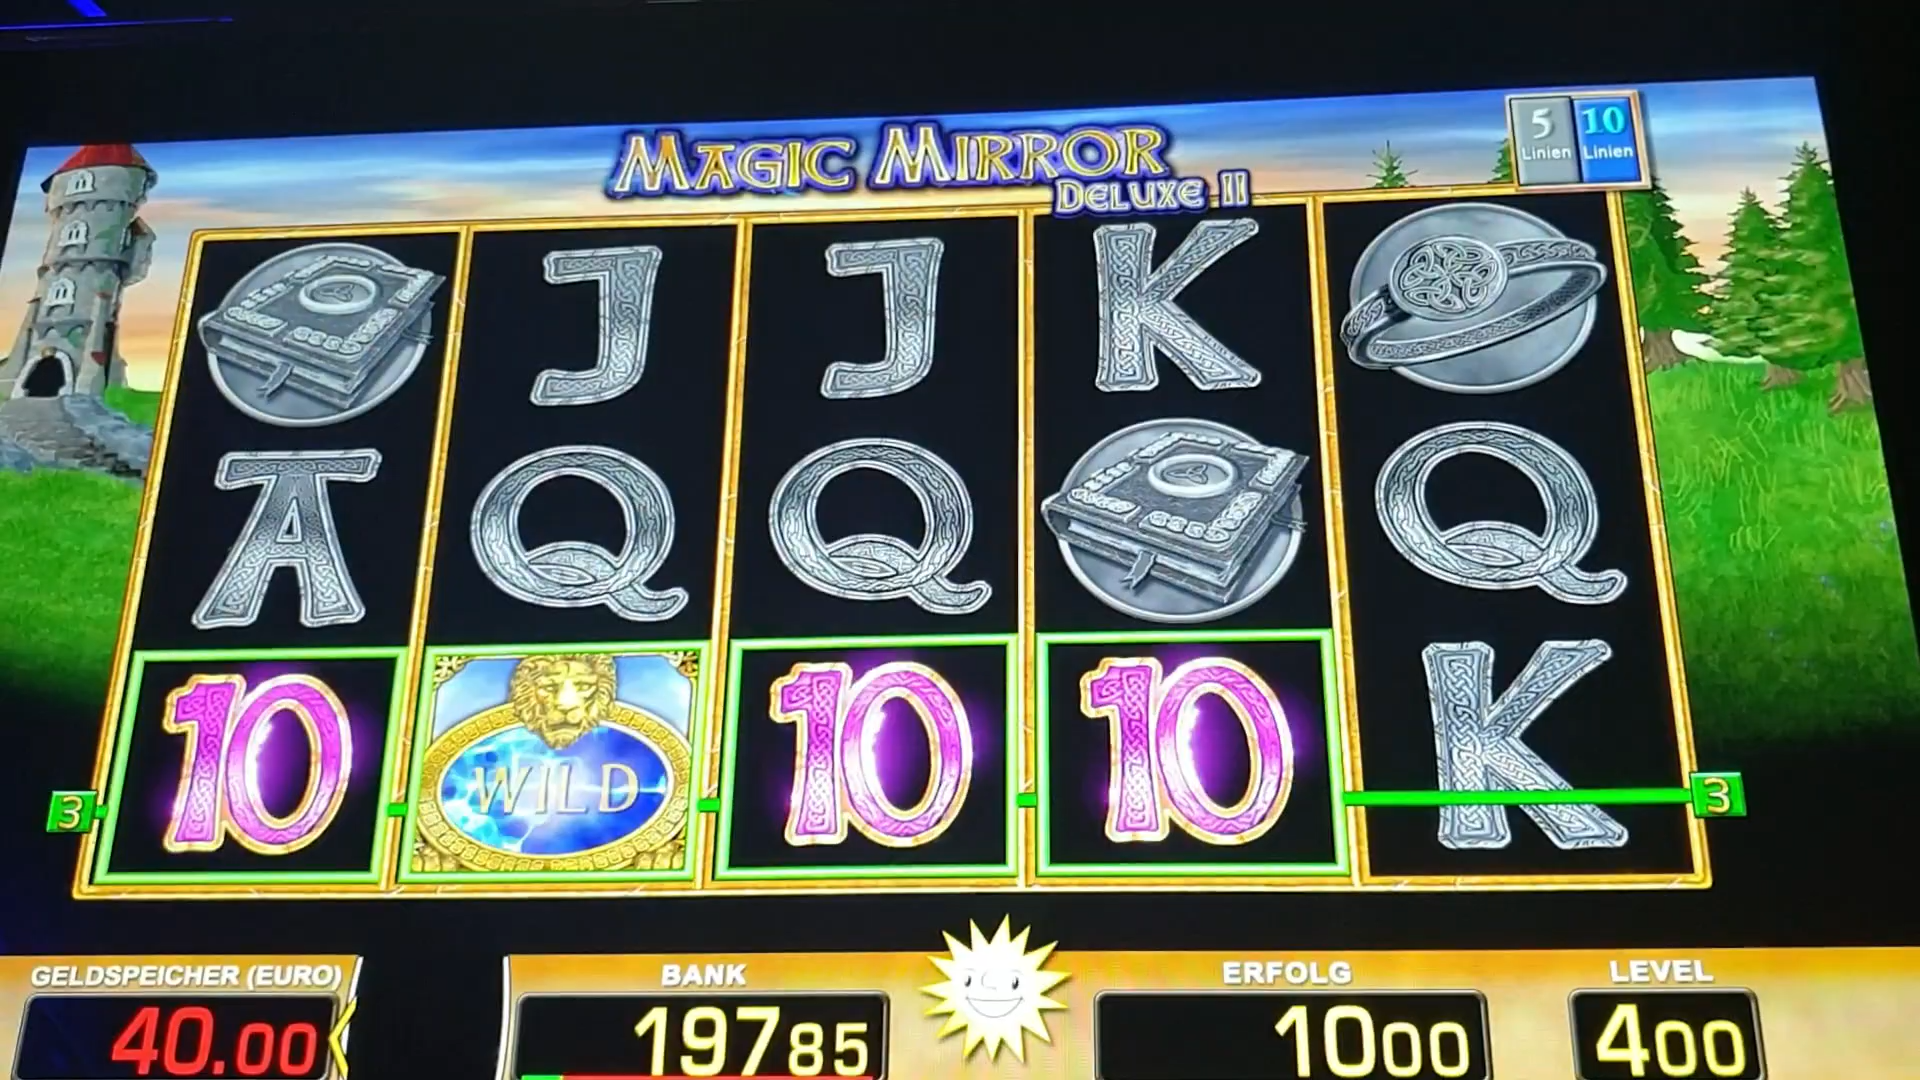 MAGIC MIRROR
DELUXE II
5 10
Linien Linien
J J K
A Q Q Q
10 WILD 10 10 K
3 3
GELDSPEICHER (EURO) BANK ERFOLG LEVEL
40.00 19785 1000 400